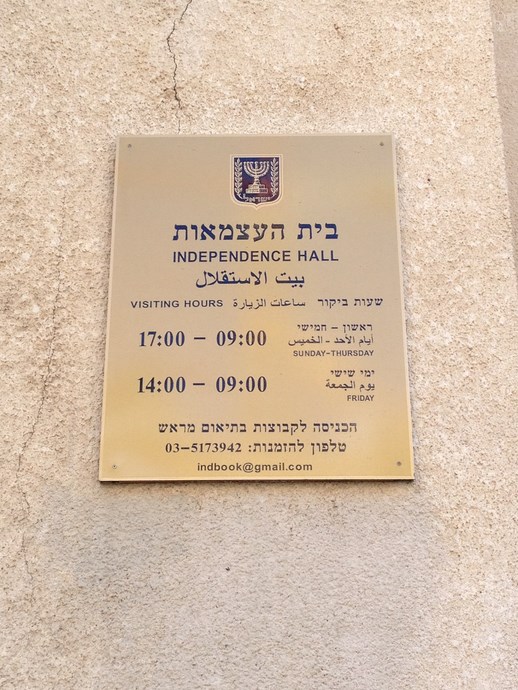 בית העצמאות
INDEPENDENCE HALL
بيت الاستقلال
שעות ביקור ساعات الزيارة VISITING HOURS
ראשון – חמישי
أيام الأحد - الخميس
SUNDAY–THURSDAY
17:00 – 09:00
ימי שישי
يوم الجمعة
FRIDAY
14:00 – 09:00
הכניסה לקבוצות בתיאום מראש
טלפון להזמנות: 03–5173942
indbook@gmail.com